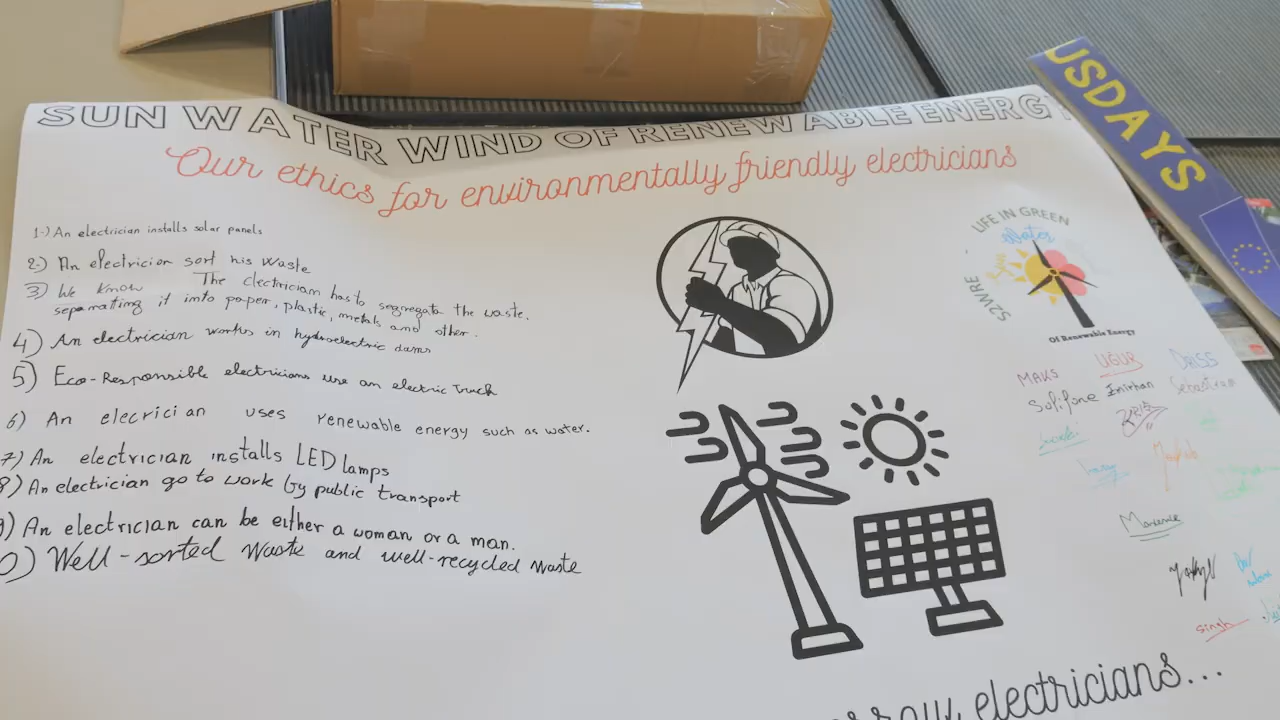 SUN WATER WIND OF RENEWABLE ENERGY
Our ethics for environmentally friendly electricians
1-) An electrician installs solar panels
2-) An electrician sort his waste
3) We know The electrician has to segregate the waste.
separating it into paper, plastic, metals and other.
4) An electrician works in hydroelectric dams
5) Eco-Responsible electricians use an electric truck
6) An elecrician uses renewable energy such as water.
7) An electrician installs LED lamps
8) An electrician go to work by public transport
9) An electrician can be either a woman or a man.
0) Well-sorted waste and well-recycled waste
USDAYS
LIFE IN GREEN
Water
S2WRE
Of Renewable Energy
MAKS UGUR DRISS
Sebastian
Maxence
singh
electricians...